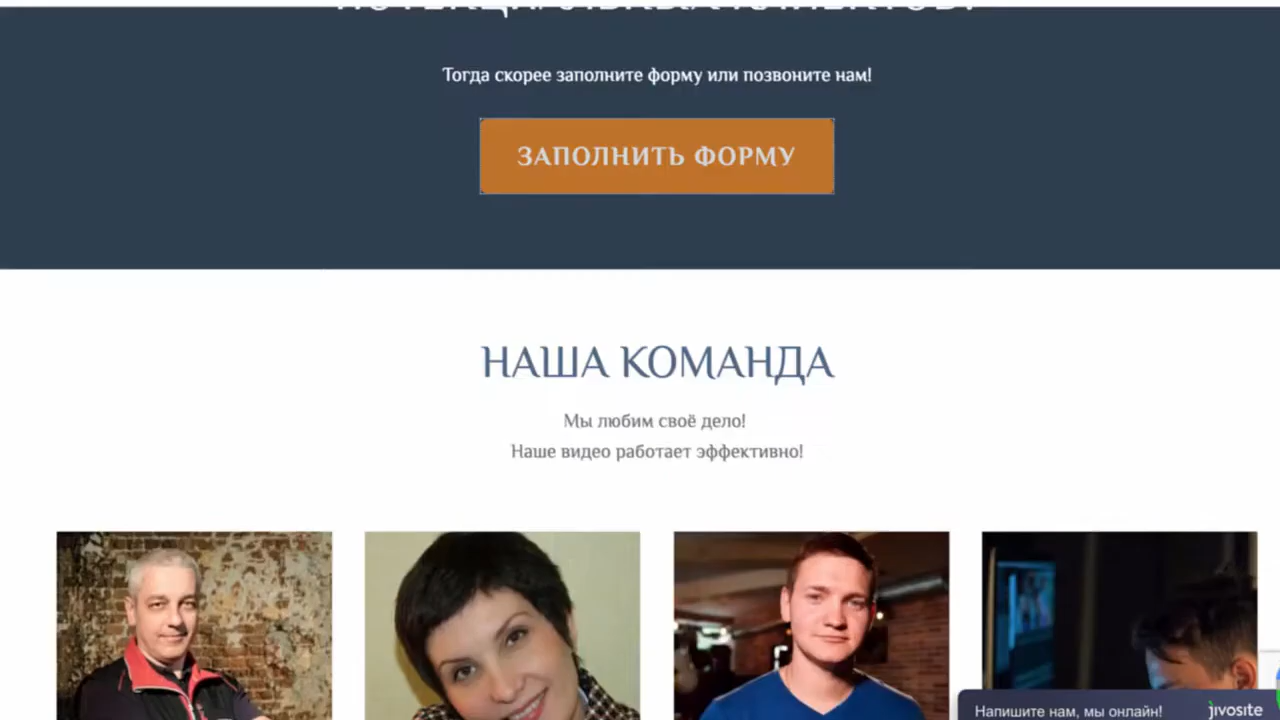 Тогда скорее заполните форму или позвоните нам!
ЗАПОЛНИТЬ ФОРМУ
НАША КОМАНДА
Мы любим своё дело!
Наше видео работает эффективно!
Напишите нам, мы онлайн! jivosite